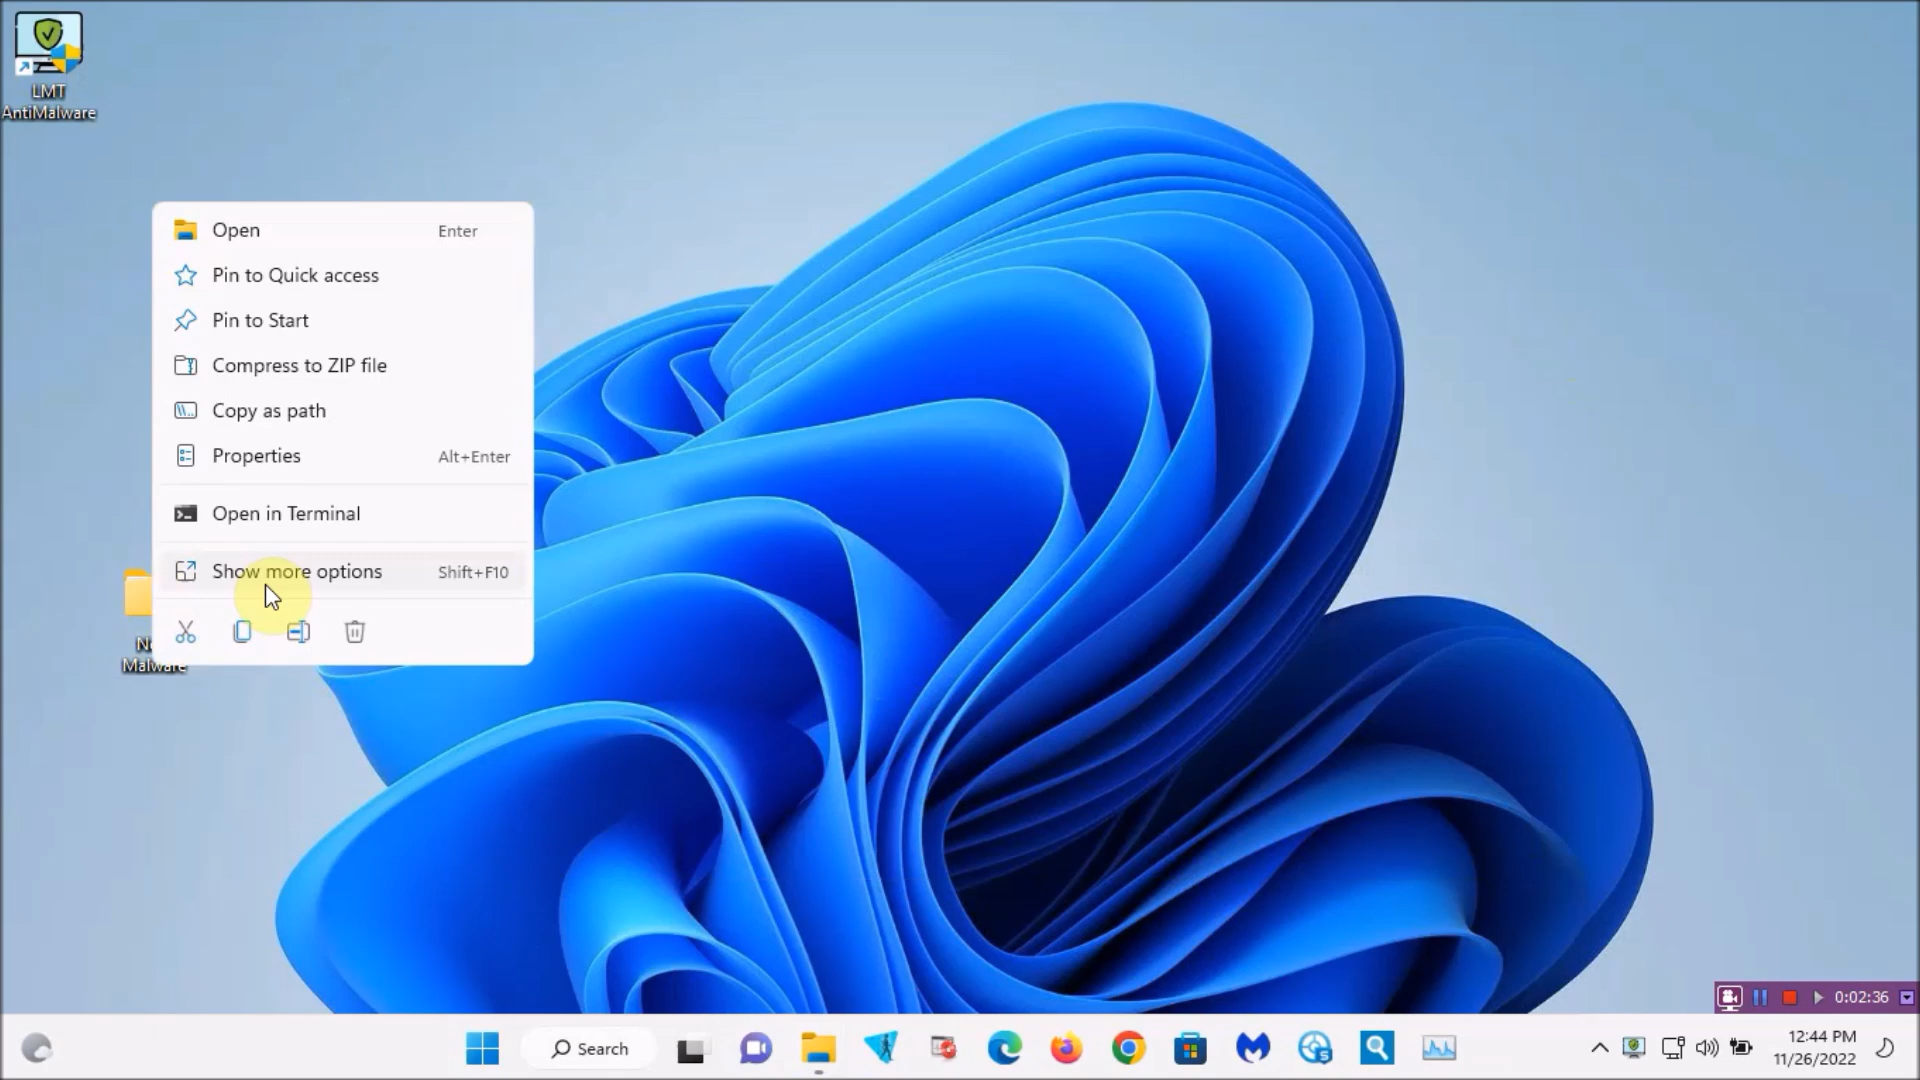 LMT
AntiMalware
Open Enter
Pin to Quick access
Pin to Start
Compress to ZIP file
Copy as path
Properties Alt+Enter
Open in Terminal
Show more options Shift+F10
Malware
0:02:36
Search
12:44 PM
11/26/2022